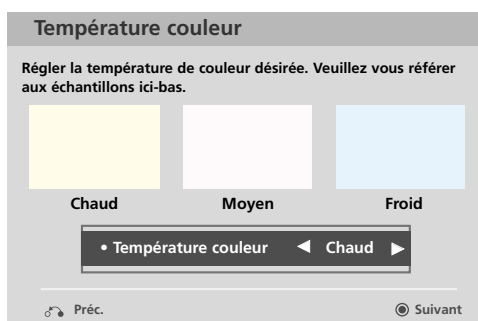 Température couleur
Régler la température de couleur désirée. Veuillez vous référer
aux échantillons ici-bas.
Chaud Moyen Froid
• Température couleur ◀ Chaud ▶
Préc. Suivant